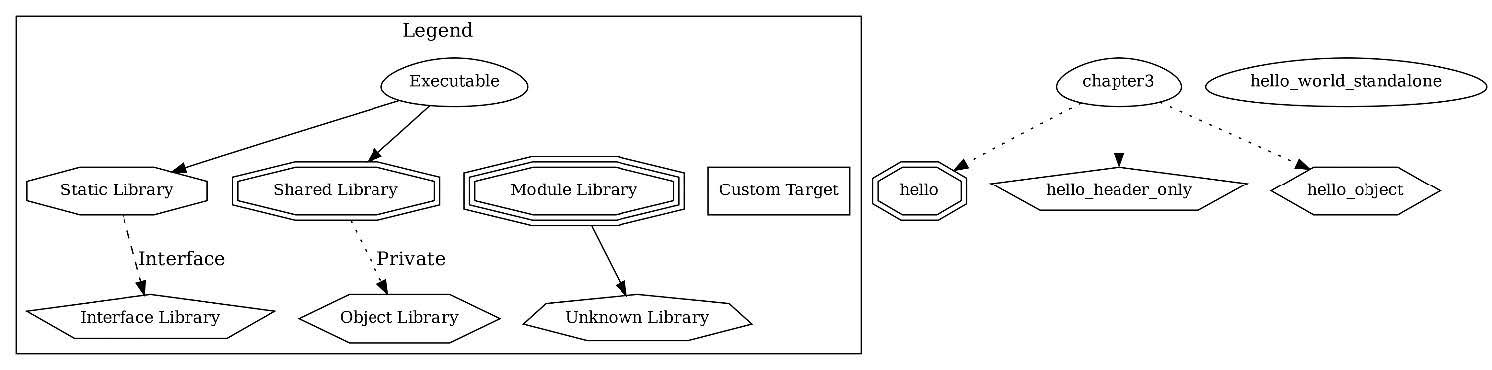 Legend
Executable
chapter3
hello_world_standalone
Static Library
Shared Library
Module Library
Custom Target
hello
hello_header_only
hello_object
Interface
Private
Interface Library
Object Library
Unknown Library